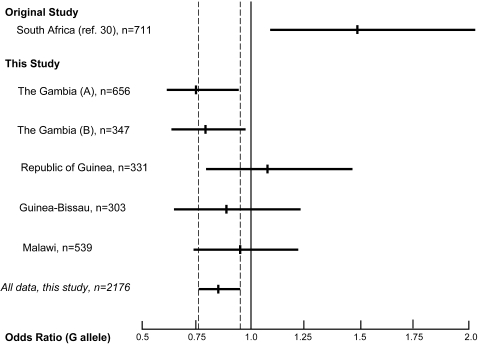 Original Study
South Africa (ref. 30), n=711
This Study
The Gambia (A), n=656
The Gambia (B), n=347
Republic of Guinea, n=331
Guinea-Bissau, n=303
Malawi, n=539
All data, this study, n=2176
Odds Ratio (G allele) 0.5 0.75 1.0 1.25 1.5 1.75 2.0